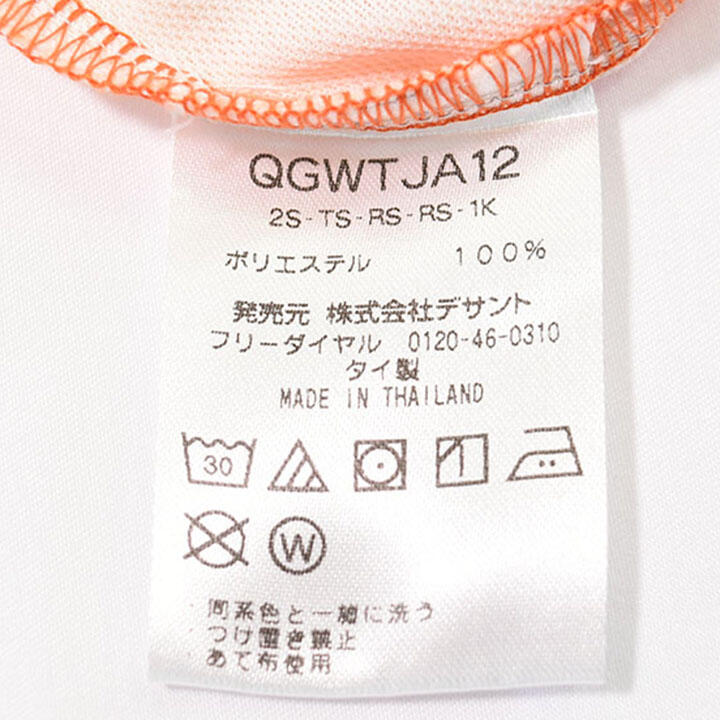 QGWTJA12
2S-TS-RS-RS-1K
ポリエステル 100%
発売元 株式会社デサント
フリーダイヤル 0120-46-0310
タイ製
MADE IN THAILAND
30
W
同系色と一緒に洗う
つけ置き禁止
あて布使用